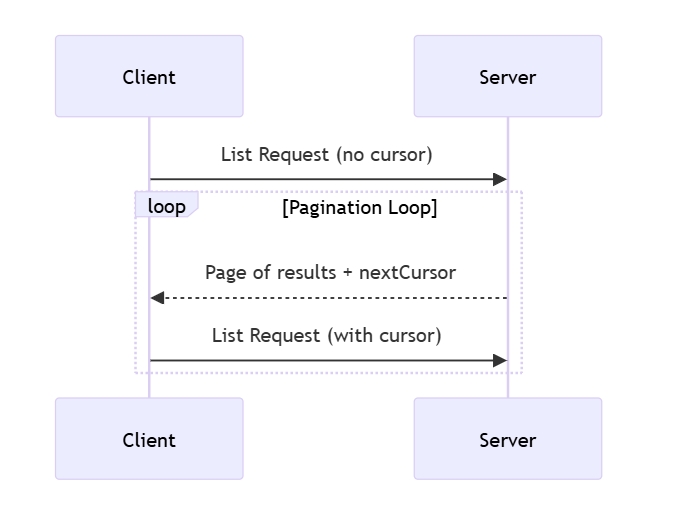 Client
Server
List Request (no cursor)
loop
[Pagination Loop]
Page of results + nextCursor
List Request (with cursor)
Client
Server